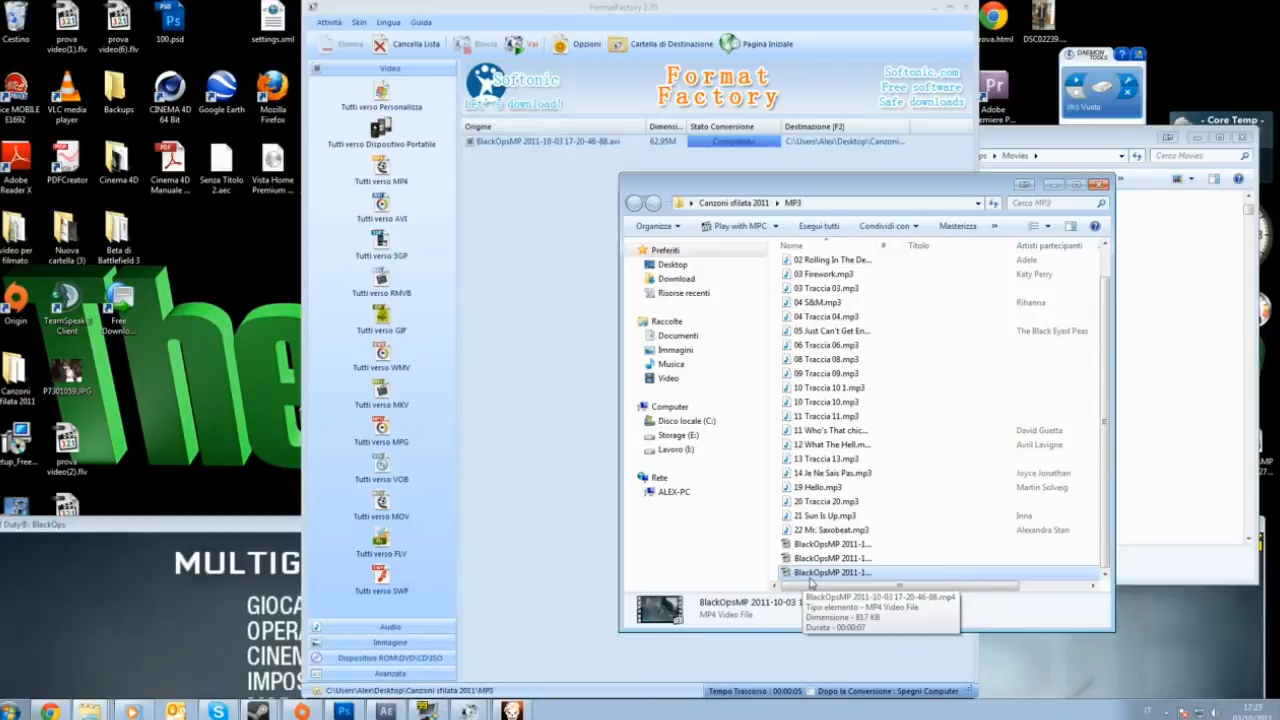 FormatFactory 2.70
Attività Skin Lingua Guida
Elimina Cancella Lista Blocca Vai Opzioni Cartella di Destinazione Pagina Iniziale
Cestino
prova video(1).flv
prova video(6).flv
100.psd
settings.xml
VLC media player
Backups
CINEMA 4D 64 Bit
Google Earth
Mozilla Firefox
Adobe Reader X
PDFCreator
Cinema 4D
Cinema 4D Manuale ...
Senza Titolo 2.aec
Vista Home Premium ...
video per filmato
Nuova cartella (3)
Beta di Battlefield 3
Origin
TeamSpeak 3 Client
Free Downlo...
Canzoni sfilata 2011
P7301059.JPG
prova video(2).flv
Duty®: BlackOps
MULTIG
GIOCA
OPERA
CINEM
IMPOS
Video
Tutti verso Personalizza
Tutti verso Dispositivo Portatile
Tutti verso MP4
Tutti verso AVI
Tutti verso 3GP
Tutti verso RMVB
Tutti verso GIF
Tutti verso WMV
Tutti verso MKV
Tutti verso MPG
Tutti verso VOB
Tutti verso MOV
Tutti verso FLV
Tutti verso SWF
Audio
Immagine
Dispositivo ROM\DVD\CD\ISO
Avanzata
C:\Users\Alex\Desktop\Canzoni sfilata 2011\MP3
Softonic
Let's download!
Format Factory
Softonic.com
Free software
Safe downloads
Origine Dimensi... Stato Conversione Destinazione [F2]
BlackOpsMP 2011-10-03 17-20-46-88.avi 62,95M Completato C:\Users\Alex\Desktop\Canzoni...
Canzoni sfilata 2011 MP3 Cerca MP3
Organizza Play with MPC Esegui tutti Condividi con Masterizza »
Preferiti
Desktop
Download
Risorse recenti
Raccolte
Documenti
Immagini
Musica
Video
Computer
Disco locale (C:)
Storage (E:)
Lavoro (I:)
Rete
ALEX-PC
Nome # Titolo Artisti partecipanti
02 Rolling In The De... Adele
03 Firework.mp3 Katy Perry
03 Traccia 03.mp3
04 S&M.mp3 Rihanna
04 Traccia 04.mp3
05 Just Can't Get En... The Black Eyed Peas
06 Traccia 06.mp3
08 Traccia 08.mp3
09 Traccia 09.mp3
10 Traccia 10 1.mp3
10 Traccia 10.mp3
11 Traccia 11.mp3
11 Who's That chic... David Guetta
12 What The Hell.m... Avril Lavigne
13 Traccia 13.mp3
14 Je Ne Sais Pas.mp3 Joyce Jonathan
19 Hello.mp3 Martin Solveig
20 Traccia 20.mp3
21 Sun Is Up.mp3 Inna
22 Mr. Saxobeat.mp3 Alexandra Stan
BlackOpsMP 2011-1...
BlackOpsMP 2011-1...
BlackOpsMP 2011-1...
BlackOpsMP 2011-10-03 1
MP4 Video File
BlackOpsMP 2011-10-03 17-20-46-88.mp4
Tipo elemento - MP4 Video File
Dimensione - 817 KB
Durata - 00:00:07
Tempo Trascorso : 00:00:05 Dopo la Conversione : Spegni Computer
DSC02239...
DAEMON TOOLS
Vuoto
Adobe Premiere P...
- Core Temp -
Movies Cerca Movies
IT
17:23
03/10/2011